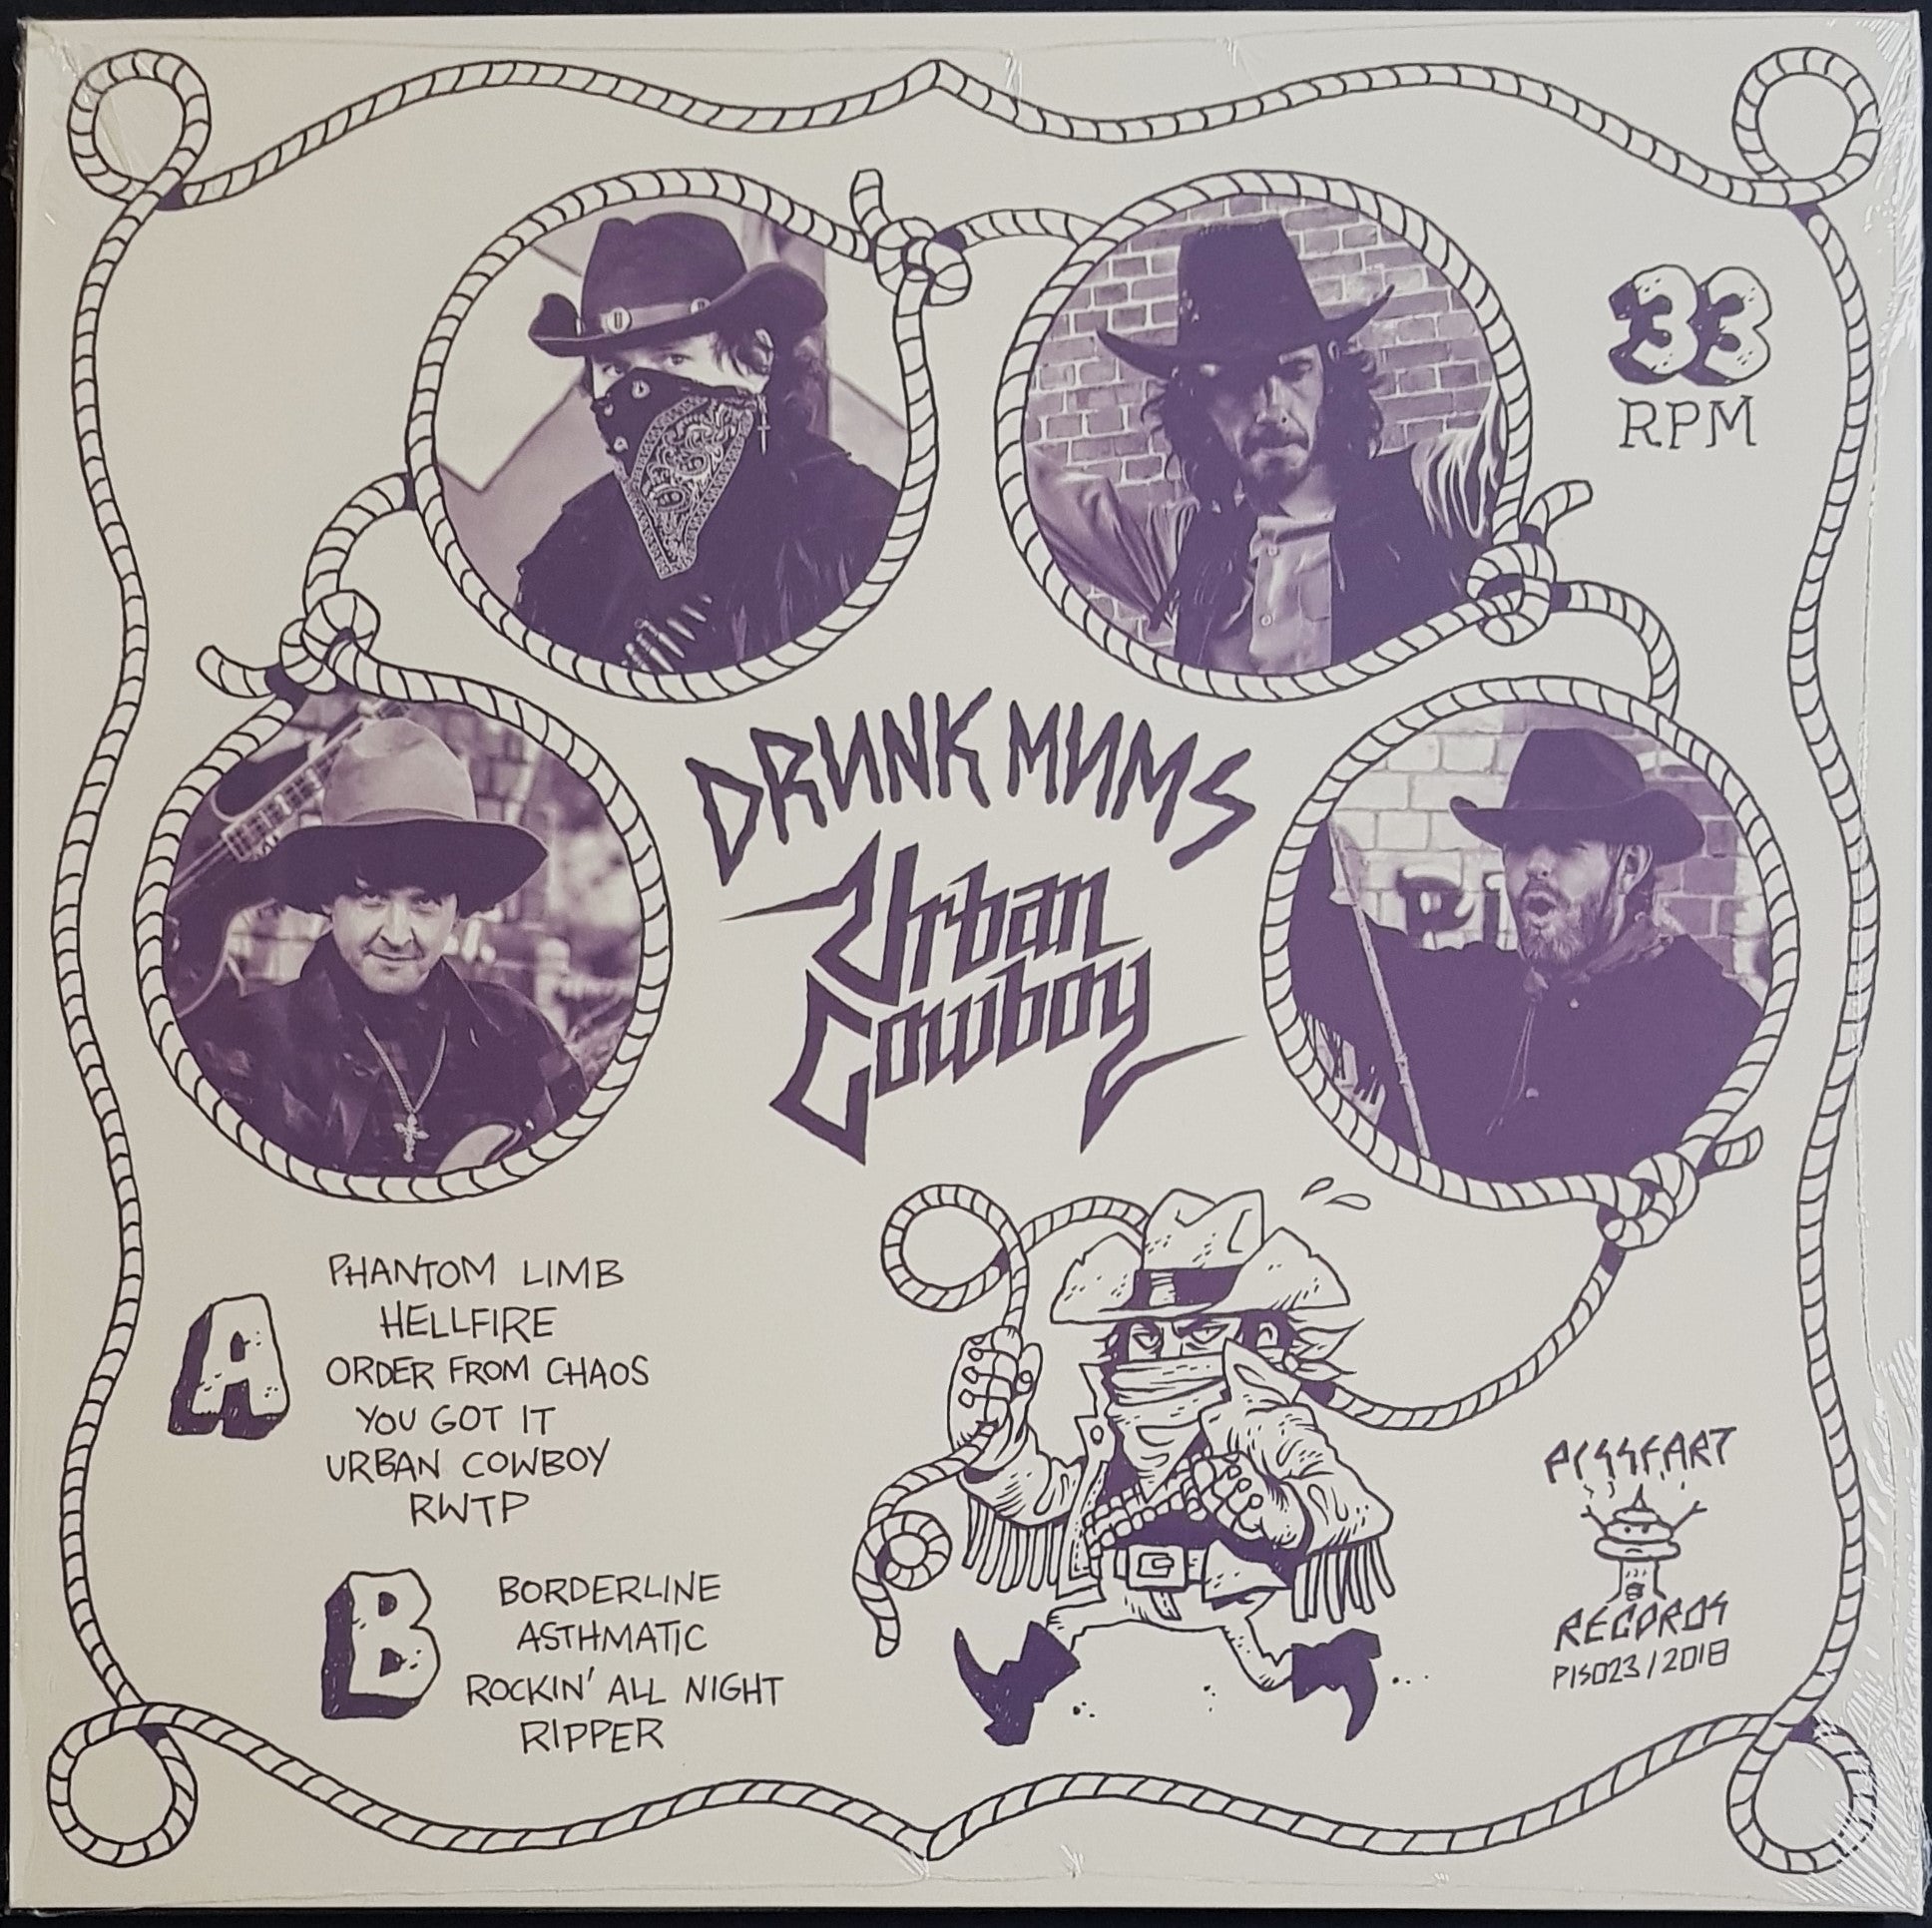 33
RPM
DRUNK MUMS
Urban
Cowboy
A
PHANTOM LIMB
HELLFIRE
ORDER FROM CHAOS
YOU GOT IT
URBAN COWBOY
RWTP
B
BORDERLINE
ASTHMATIC
ROCKIN' ALL NIGHT
RIPPER
PISSFART
RECORDS
PIS023/2018